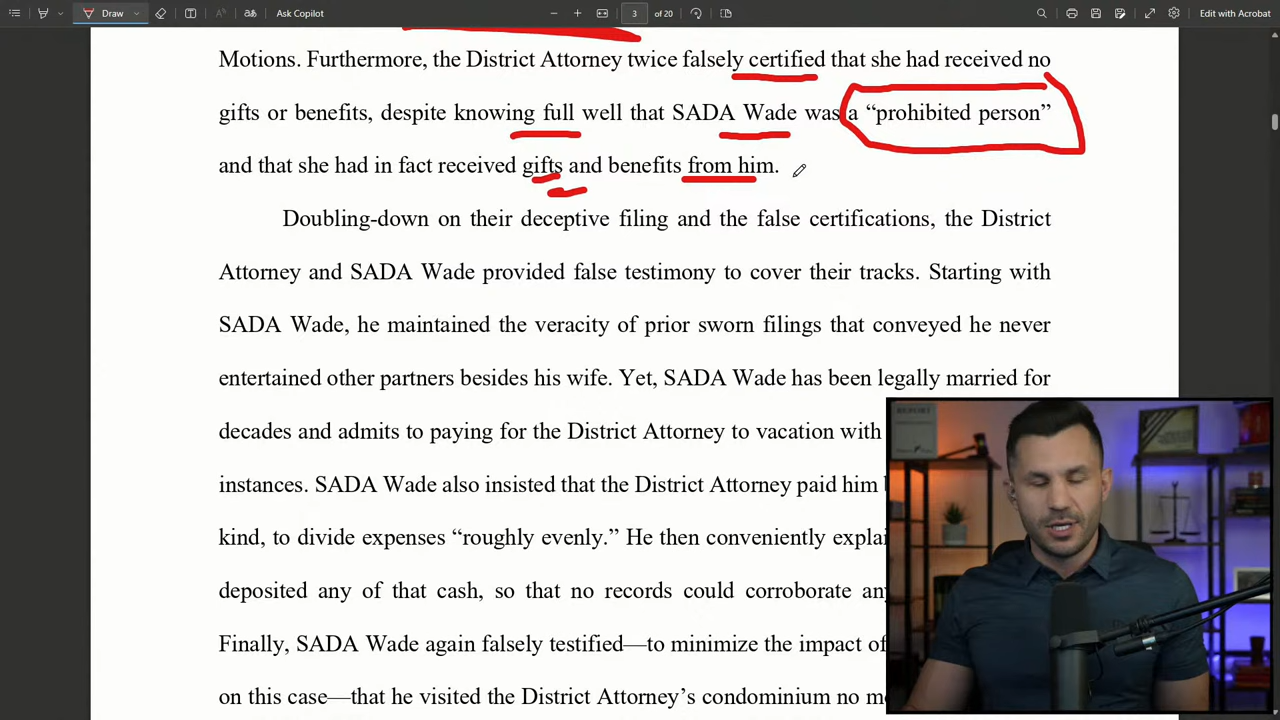 Draw
Ask Copilot
3 of 20
Edit with Acrobat
Motions. Furthermore, the District Attorney twice falsely certified that she had received no
gifts or benefits, despite knowing full well that SADA Wade was a “prohibited person”
and that she had in fact received gifts and benefits from him.
Doubling-down on their deceptive filing and the false certifications, the District
Attorney and SADA Wade provided false testimony to cover their tracks. Starting with
SADA Wade, he maintained the veracity of prior sworn filings that conveyed he never
entertained other partners besides his wife. Yet, SADA Wade has been legally married for
decades and admits to paying for the District Attorney to vacation with
instances. SADA Wade also insisted that the District Attorney paid him
kind, to divide expenses “roughly evenly.” He then conveniently
deposited any of that cash, so that no records could corroborate
Finally, SADA Wade again falsely testified—to minimize the impact of
on this case—that he visited the District Attorney’s condominium no
REPORT